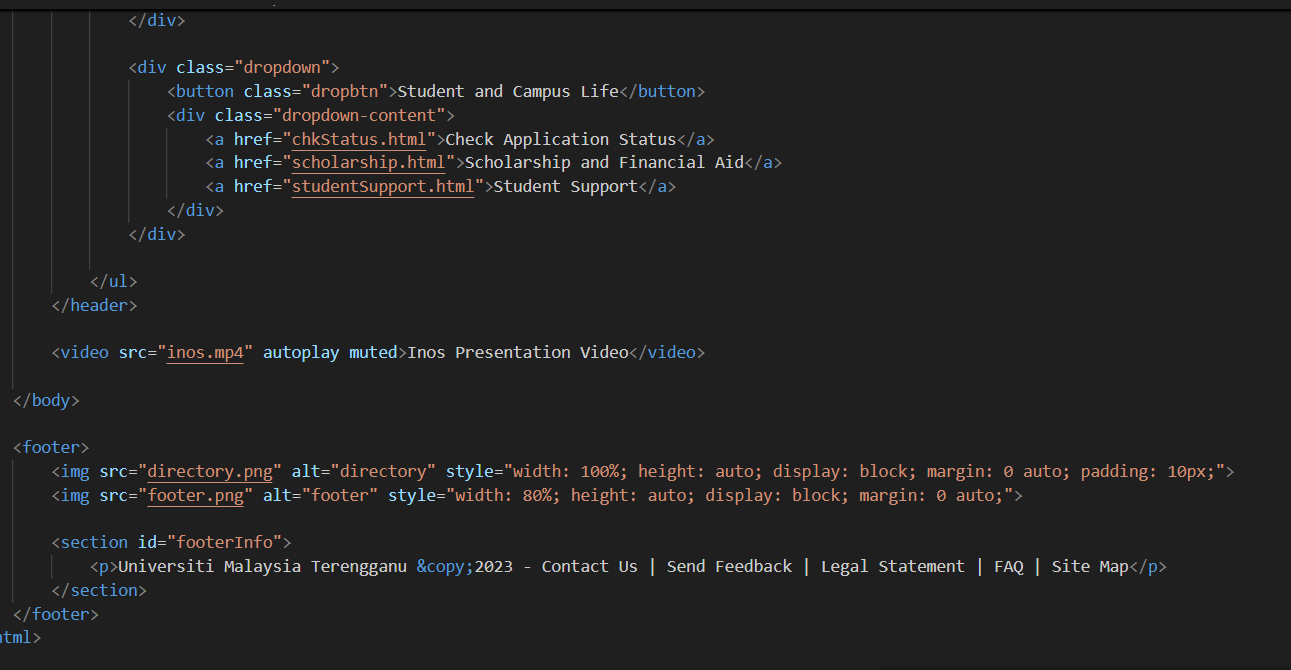 </div>
<div class="dropdown">
<button class="dropbtn">Student and Campus Life</button>
<div class="dropdown-content">
<a href="chkStatus.html">Check Application Status</a>
<a href="scholarship.html">Scholarship and Financial Aid</a>
<a href="studentSupport.html">Student Support</a>
</div>
</div>
</ul>
</header>
<video src="inos.mp4" autoplay muted>Inos Presentation Video</video>
</body>
<footer>
<img src="directory.png" alt="directory" style="width: 100%; height: auto; display: block; margin: 0 auto; padding: 10px;">
<img src="footer.png" alt="footer" style="width: 80%; height: auto; display: block; margin: 0 auto;">
<section id="footerInfo">
<p>Universiti Malaysia Terengganu &copy;2023 - Contact Us | Send Feedback | Legal Statement | FAQ | Site Map</p>
</section>
</footer>
html>